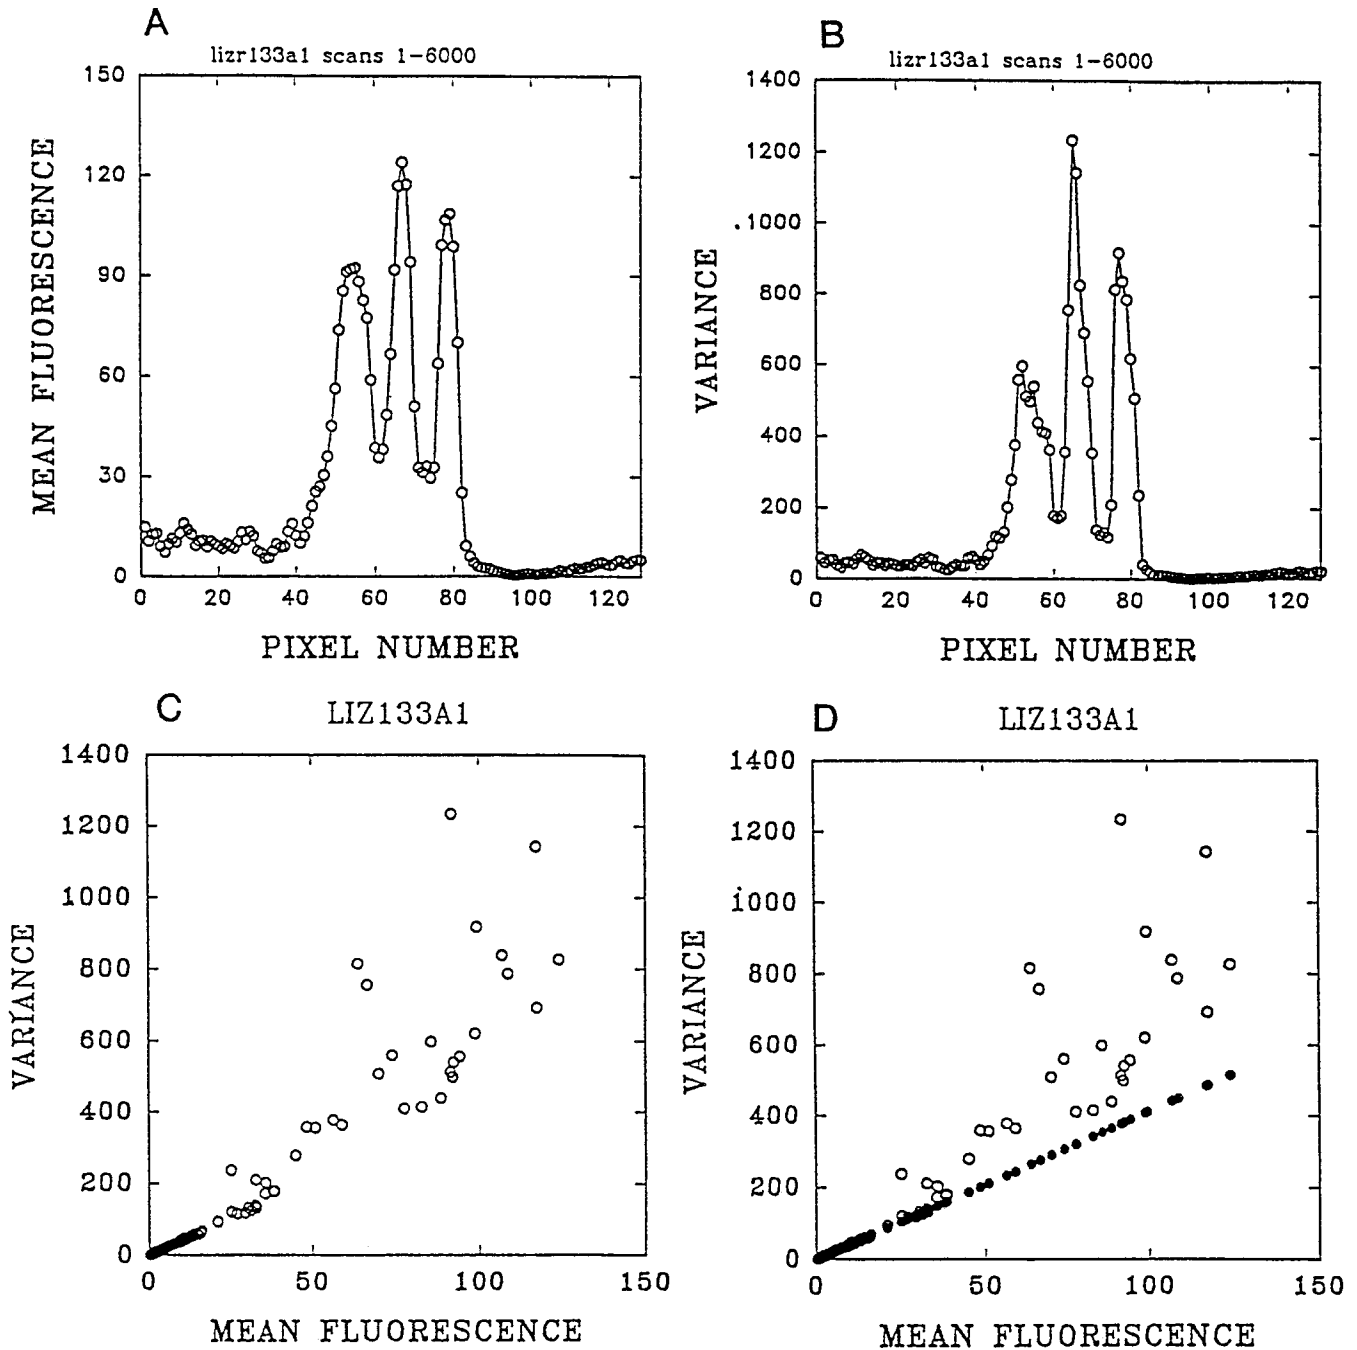 A
lizr133a1 scans 1-6000
150
120
90
60
30
0
0 20 40 60 80 100 120
MEAN FLUORESCENCE
PIXEL NUMBER
B
lizr133a1 scans 1-6000
1400
1200
.1000
800
600
400
200
0
0 20 40 60 80 100 120
VARIANCE
PIXEL NUMBER
C
LIZ133A1
1400
1200
1000
800
600
400
200
0
0 50 100 150
VARIANCE
MEAN FLUORESCENCE
D
LIZ133A1
1400
1200
1000
800
600
400
200
0
0 50 100 150
VARIANCE
MEAN FLUORESCENCE